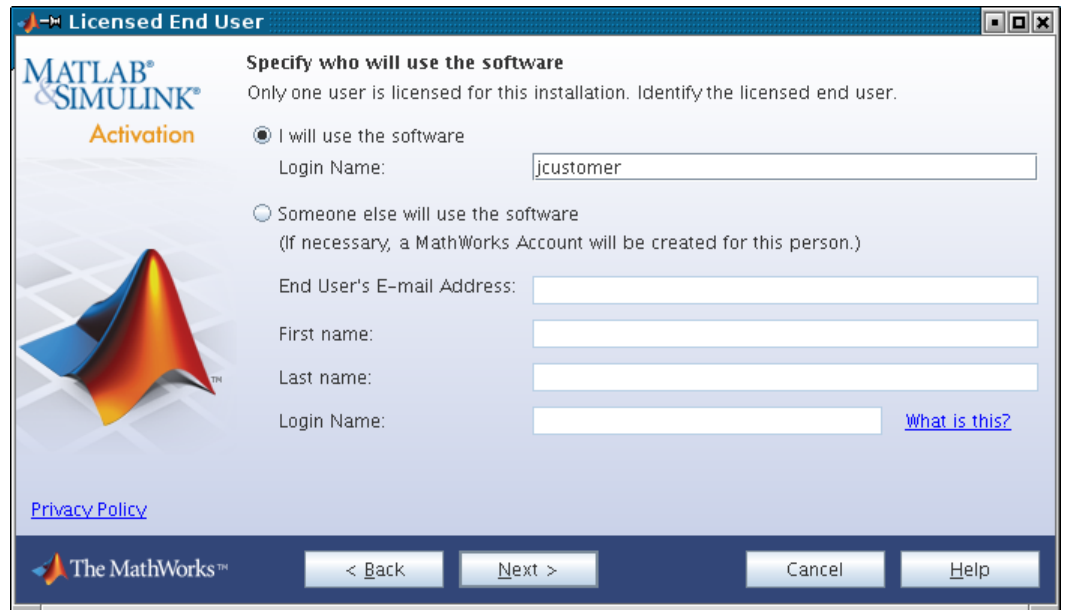 Licensed End User
MATLAB®
&SIMULINK®
Activation
Specify who will use the software
Only one user is licensed for this installation. Identify the licensed end user.
I will use the software
Login Name: jcustomer
Someone else will use the software
(If necessary, a MathWorks Account will be created for this person.)
End User's E-mail Address:
First name:
Last name:
Login Name: What is this?
TM
Privacy Policy
The MathWorks™ < Back Next > Cancel Help